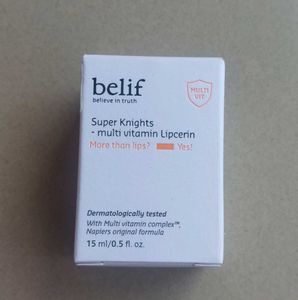 belif
believe in truth
MULTI
VIT
Super Knights
- multi vitamin Lipcerin
More than lips? Yes!
Dermatologically tested
With Multi vitamin complex™,
Napiers original formula
15 ml/0.5 fl. oz.